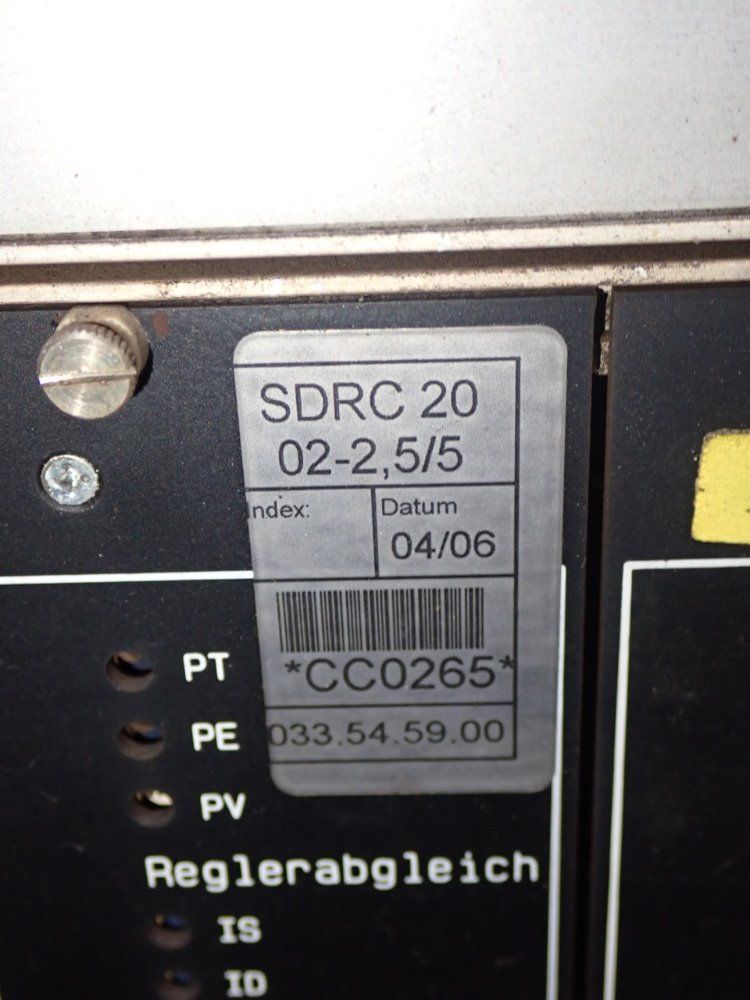 SDRC 20
02-2,5/5
Index:
Datum
04/06
*CC0265*
033.54.59.00
PT
PE
PV
Reglerabgleich
IS
ID